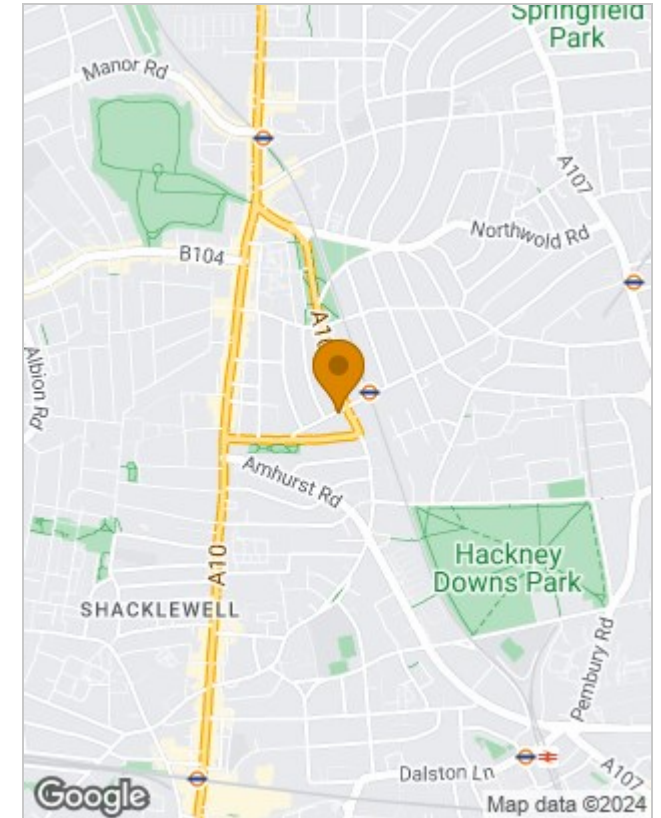 Springfield
Park
Manor Rd
A107
Northwold Rd
B104
A10
Albion Rd
Amhurst Rd
A10
Hackney
Downs Park
SHACKLEWELL
Pembury Rd
Dalston Ln
A107
Google
Map data ©2024